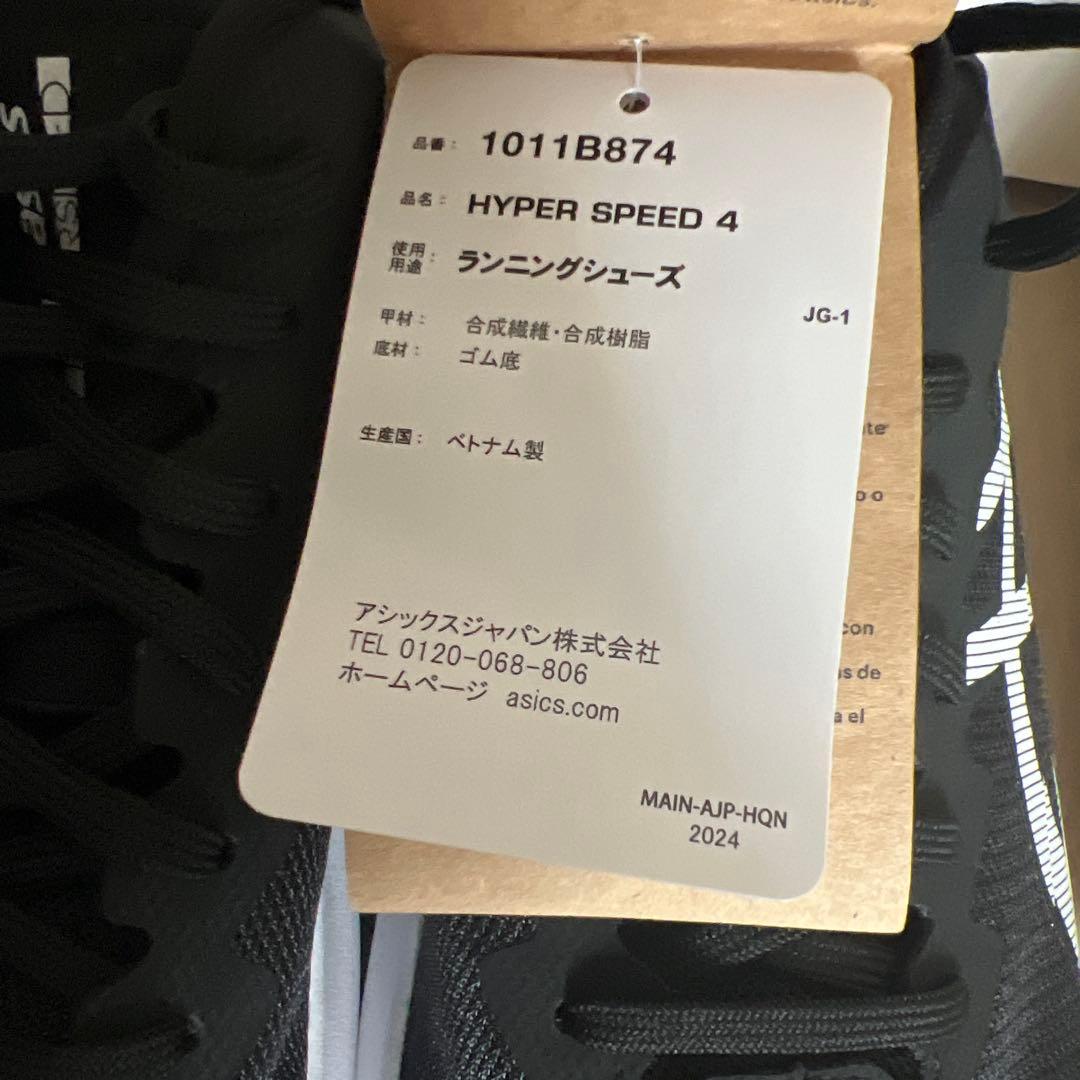 品番： 1011B874
品名： HYPER SPEED 4
使用用途： ランニングシューズ
JG-1
甲材： 合成繊維・合成樹脂
底材： ゴム底
生産国： ベトナム製
アシックスジャパン株式会社
TEL 0120-068-806
ホームページ asics.com
MAIN-AJP-HQN
2024
con
de
a el